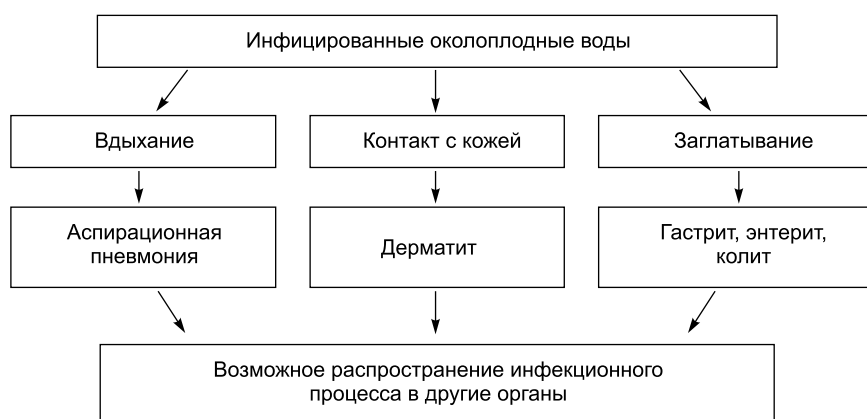 Инфицированные околоплодные воды
Вдыхание
Контакт с кожей
Заглатывание
Аспирационная
пневмония
Дерматит
Гастрит, энтерит,
колит
Возможное распространение инфекционного
процесса в другие органы